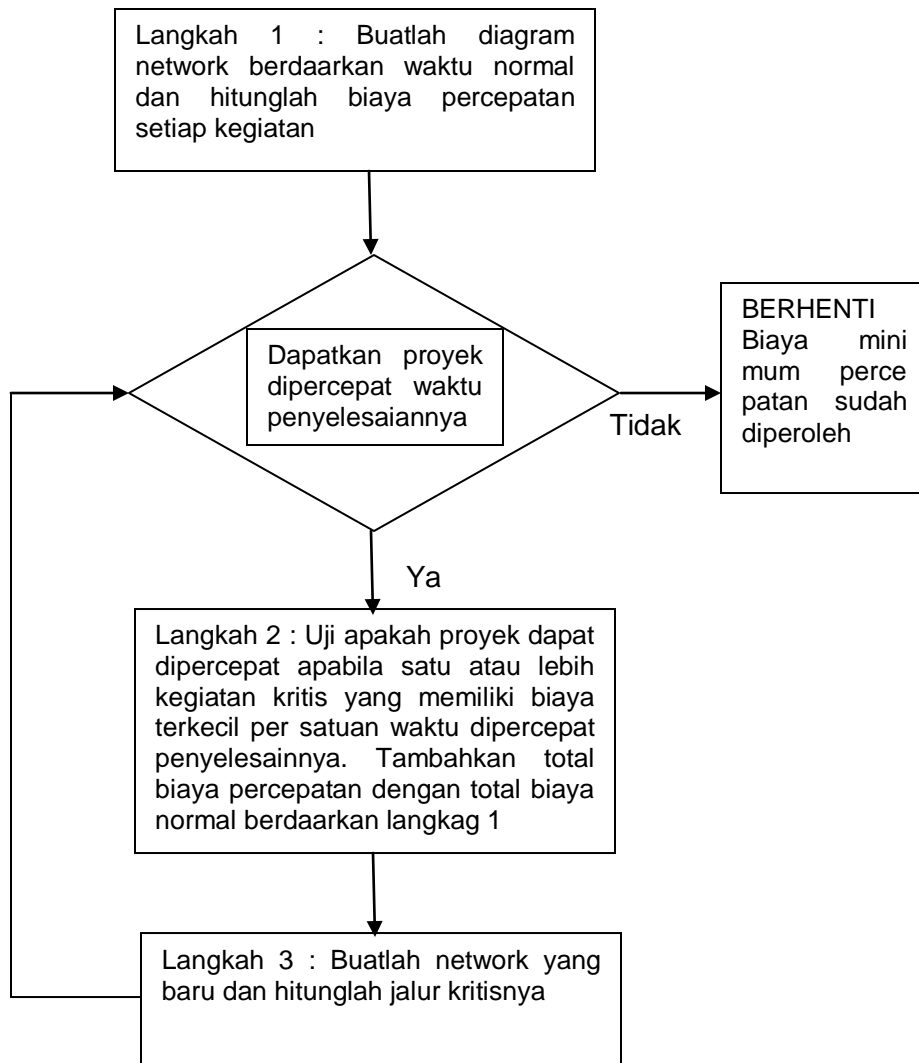 Langkah 1 : Buatlah diagram
network berdaarkan waktu normal
dan hitunglah biaya percepatan
setiap kegiatan
Dapatkan proyek
dipercepat waktu
penyelesaiannya
Tidak
BERHENTI
Biaya mini
mum perce
patan sudah
diperoleh
Ya
Langkah 2 : Uji apakah proyek dapat
dipercepat apabila satu atau lebih
kegiatan kritis yang memiliki biaya
terkecil per satuan waktu dipercepat
penyelesainnya. Tambahkan total
biaya percepatan dengan total biaya
normal berdaarkan langkag 1
Langkah 3 : Buatlah network yang
baru dan hitunglah jalur kritisnya